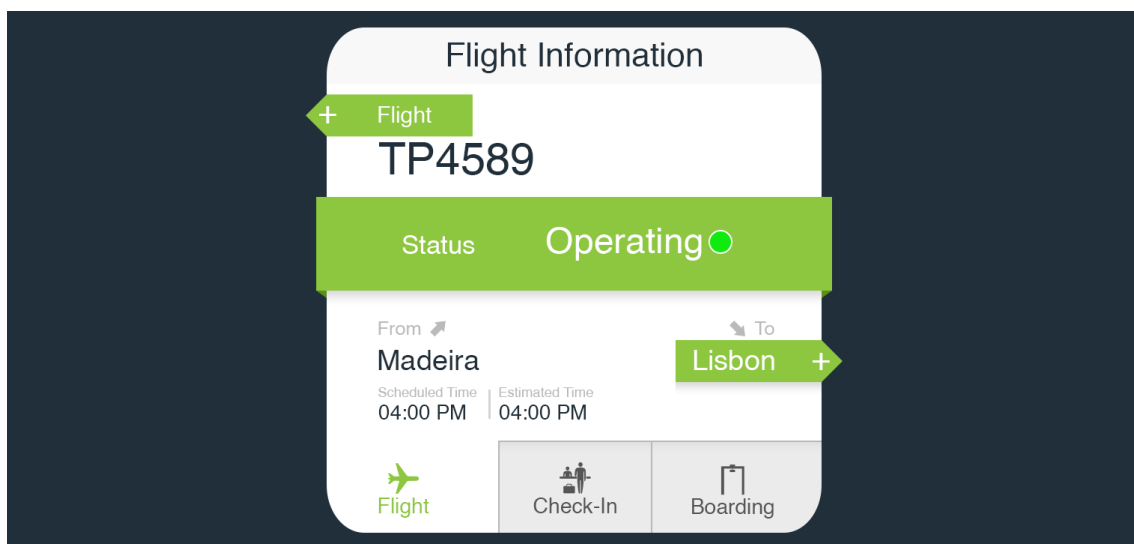 Flight Information
+ Flight
TP4589
Status Operating
From To
Madeira Lisbon +
Scheduled Time Estimated Time
04:00 PM 04:00 PM
Flight Check-In Boarding